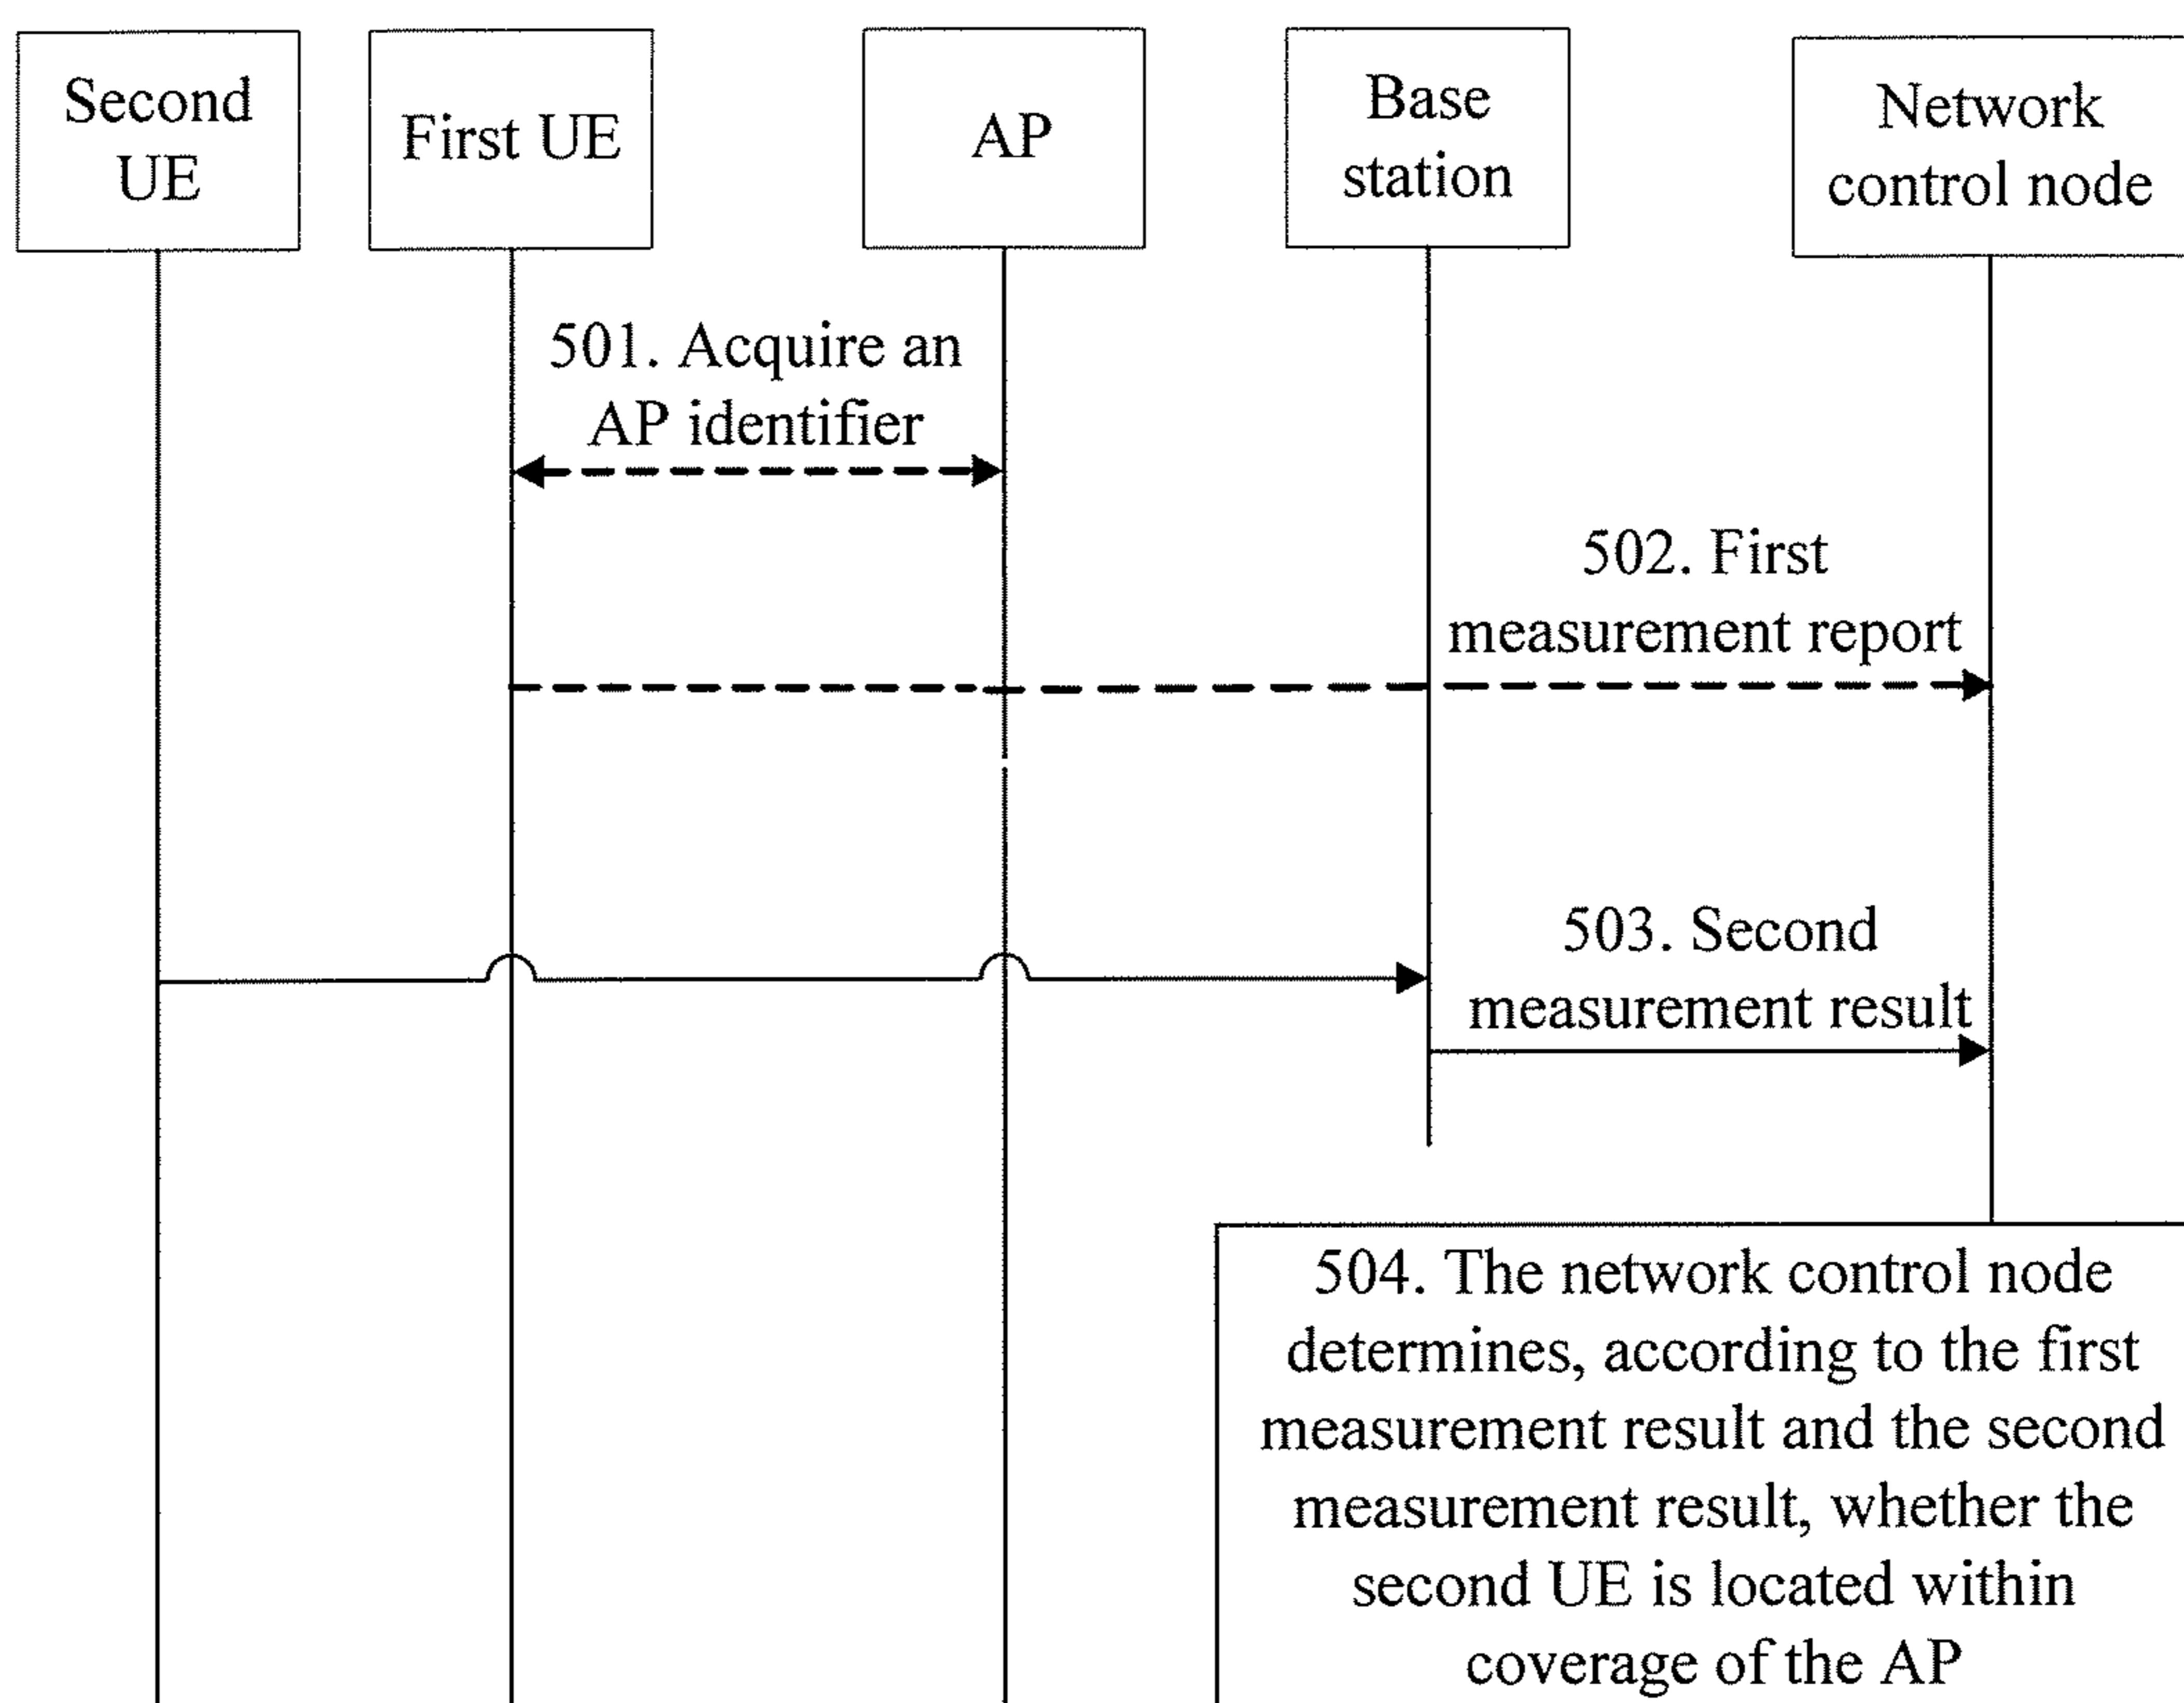 Second
UE
First UE
AP
Base
station
Network
control node
501. Acquire an
AP identifier
502. First
measurement report
503. Second
measurement result
504. The network control node
determines, according to the first
measurement result and the second
measurement result, whether the
second UE is located within
coverage of the AP